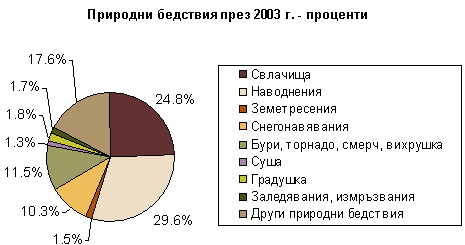 Природни бедствия през 2003 г. - проценти
17.6%
1.7%
1.8%
1.3%
11.5%
10.3%
1.5%
29.6%
24.8%
Свлачища
Наводнения
Земетресения
Снегонавявания
Бури, торнадо, смерч, вихрушка
Суша
Градушка
Заледявания, измръзвания
Други природни бедствия